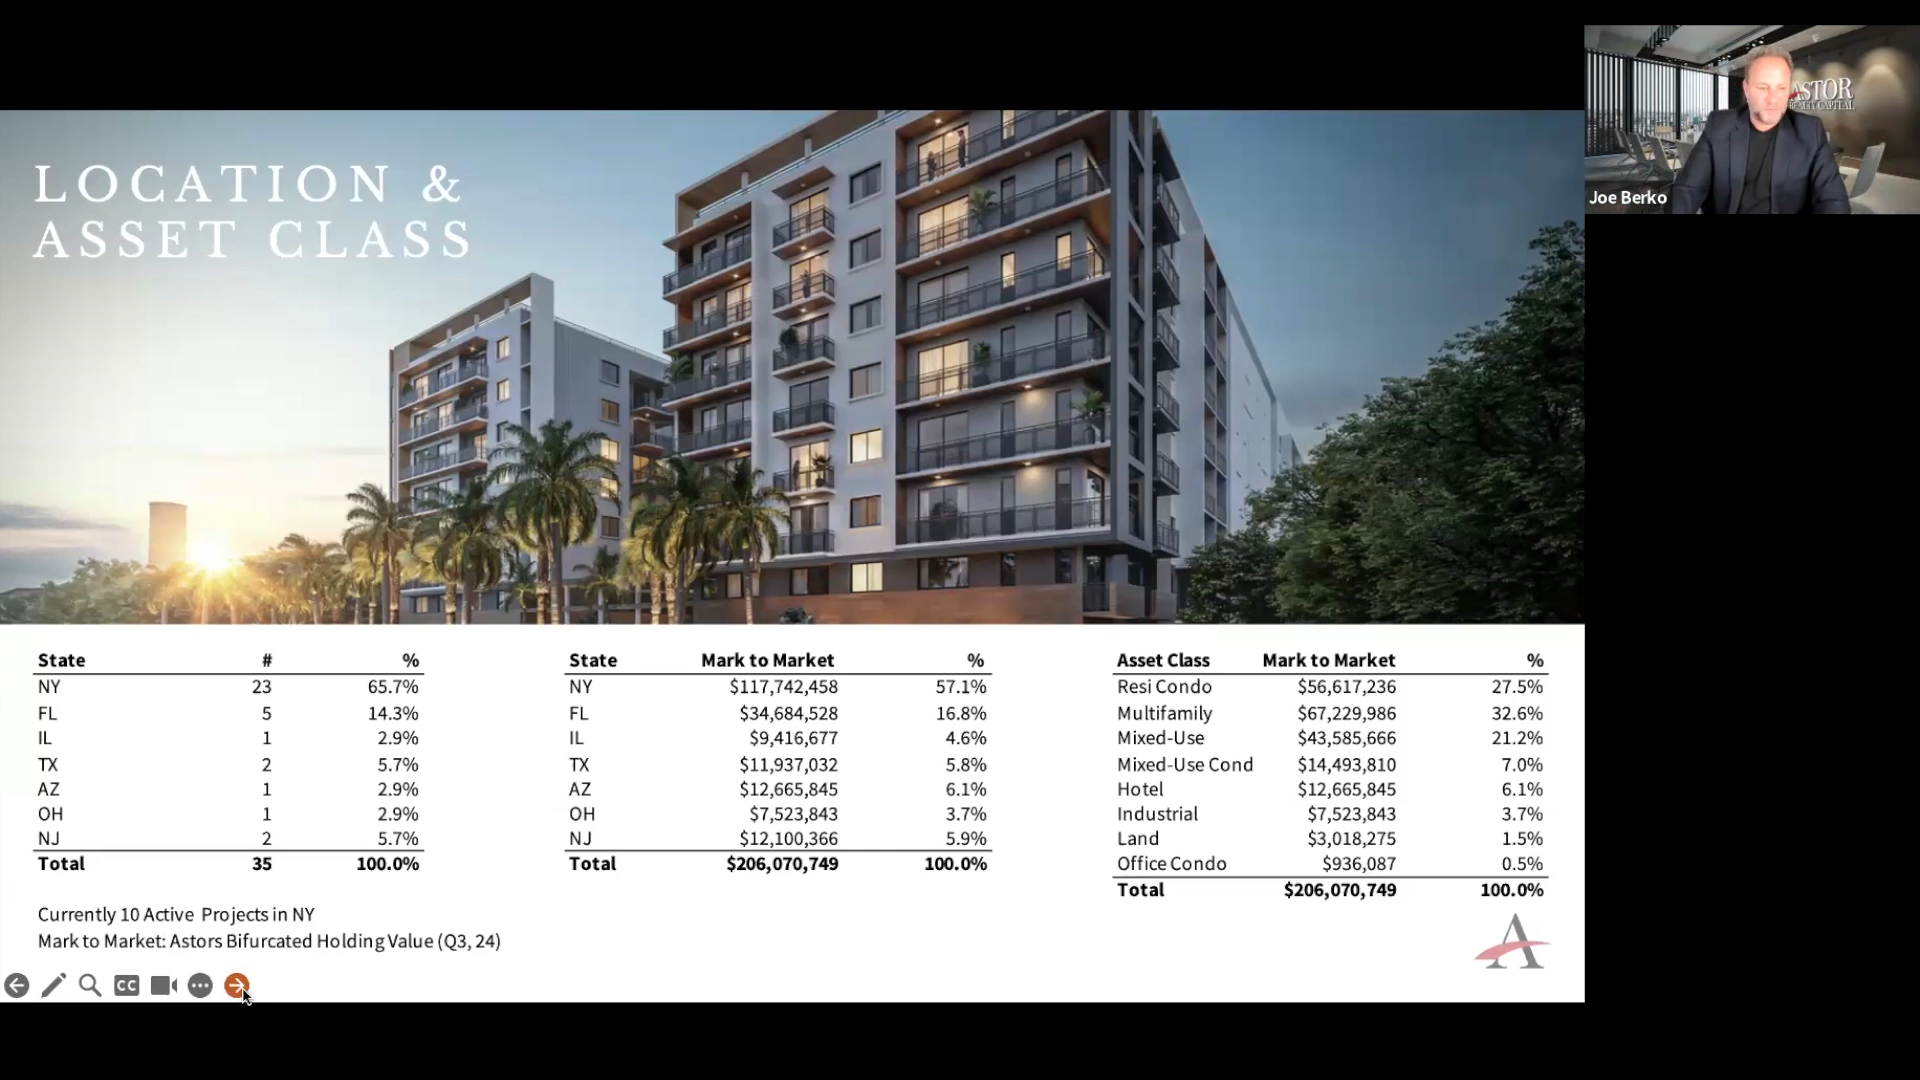 LOCATION &
ASSET CLASS
ASTOR
REALTY CAPITAL
Joe Berko
State # %
NY 23 65.7%
FL 5 14.3%
IL 1 2.9%
TX 2 5.7%
AZ 1 2.9%
OH 1 2.9%
NJ 2 5.7%
Total 35 100.0%
State Mark to Market %
NY $117,742,458 57.1%
FL $34,684,528 16.8%
IL $9,416,677 4.6%
TX $11,937,032 5.8%
AZ $12,665,845 6.1%
OH $7,523,843 3.7%
NJ $12,100,366 5.9%
Total $206,070,749 100.0%
Asset Class Mark to Market %
Resi Condo $56,617,236 27.5%
Multifamily $67,229,986 32.6%
Mixed-Use $43,585,666 21.2%
Mixed-Use Cond $14,493,810 7.0%
Hotel $12,665,845 6.1%
Industrial $7,523,843 3.7%
Land $3,018,275 1.5%
Office Condo $936,087 0.5%
Total $206,070,749 100.0%
Currently 10 Active Projects in NY
Mark to Market: Astors Bifurcated Holding Value (Q3, 24)
A
CC